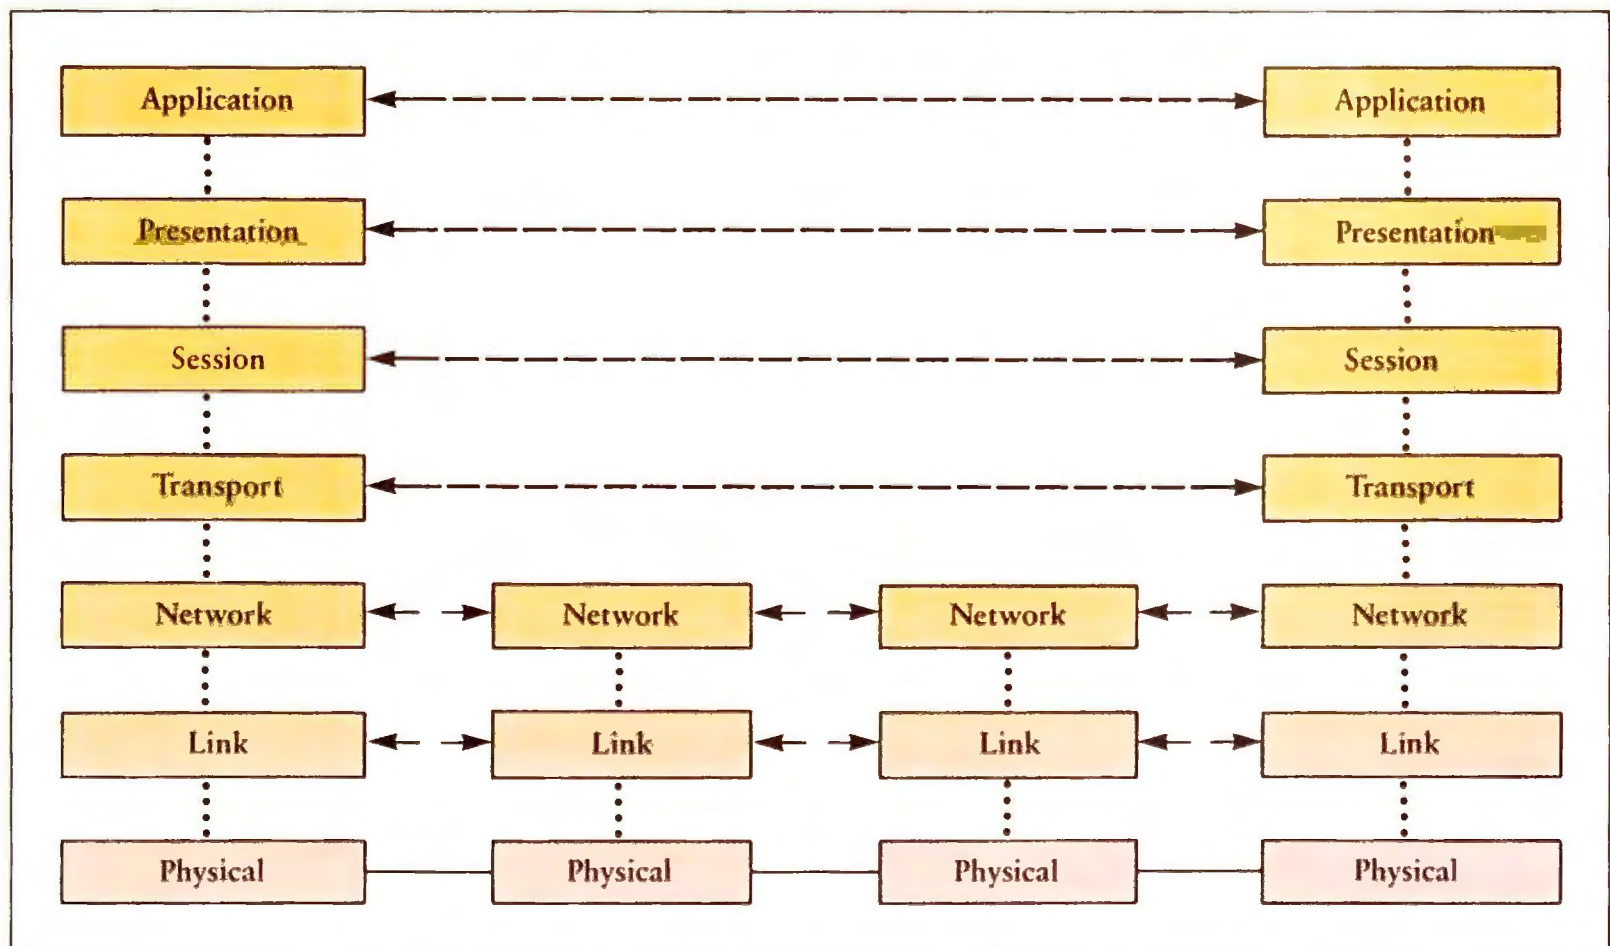 Application
Application
Presentation
Presentation
Session
Session
Transport
Transport
Network
Network
Network
Network
Link
Link
Link
Link
Physical
Physical
Physical
Physical